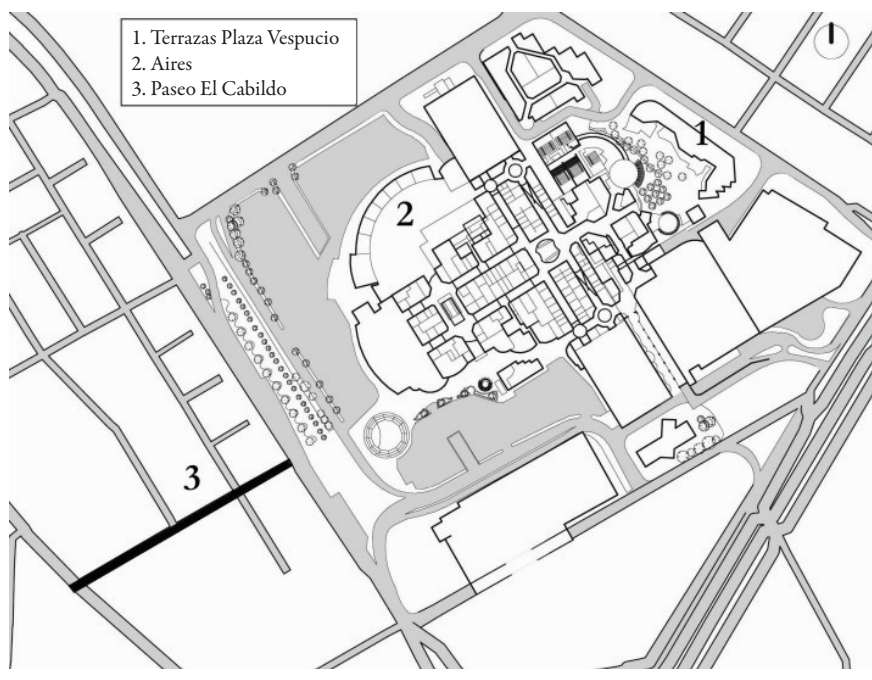 1. Terrazas Plaza Vespucio
2. Aires
3. Paseo El Cabildo
1
2
3